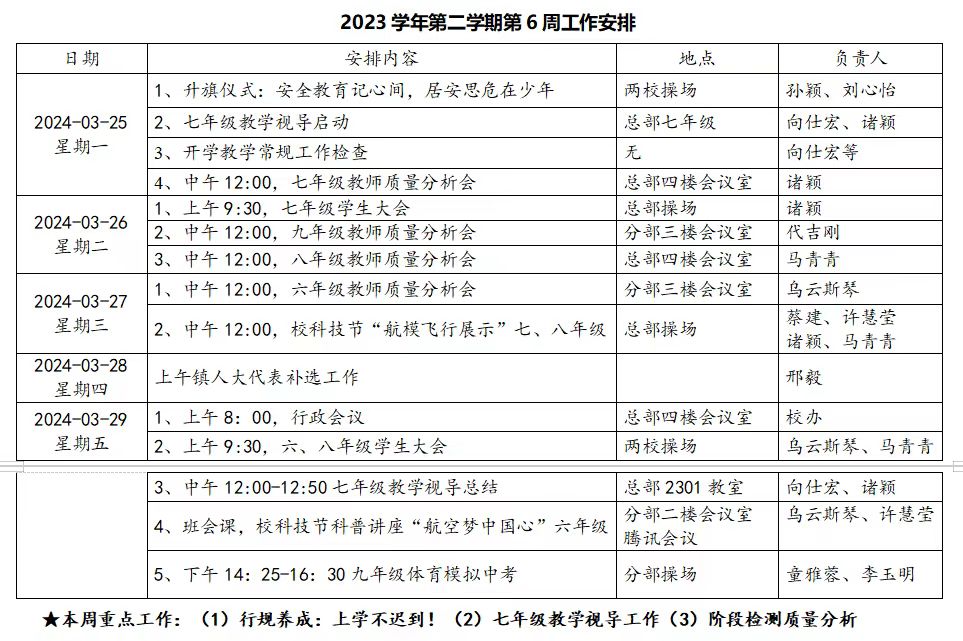 2023 学年第二学期第 6 周工作安排
日期 安排内容 地点 负责人
2024-03-25
星期一
1、升旗仪式：安全教育记心间，居安思危在少年 两校操场 孙颖、刘心怡
2、七年级教学视导启动 总部七年级 向仕宏、诸颖
3、开学教学常规工作检查 无 向仕宏等
4、中午 12:00，七年级教师质量分析会 总部四楼会议室 诸颖
2024-03-26
星期二
1、上午 9:30，七年级学生大会 总部操场 诸颖
2、中午 12:00，九年级教师质量分析会 分部三楼会议室 代吉刚
3、中午 12:00，八年级教师质量分析会 总部四楼会议室 马青青
2024-03-27
星期三
1、中午 12:00，六年级教师质量分析会 分部三楼会议室 乌云斯琴
2、中午 12:00，校科技节“航模飞行展示”七、八年级 总部操场 蔡建、许慧莹
诸颖、马青青
2024-03-28
星期四
上午镇人大代表补选工作 邢毅
2024-03-29
星期五
1、上午 8：00，行政会议 总部四楼会议室 校办
2、上午 9:30，六、八年级学生大会 两校操场 乌云斯琴、马青青
3、中午 12:00-12:50 七年级教学视导总结 总部 2301 教室 向仕宏、诸颖
4、班会课，校科技节科普讲座“航空梦中国心”六年级 分部二楼会议室 乌云斯琴、许慧莹
腾讯会议
5、下午 14：25-16：30 九年级体育模拟中考 分部操场 童雅蓉、李玉明
★本周重点工作：（1）行规养成：上学不迟到！（2）七年级教学视导工作（3）阶段检测质量分析